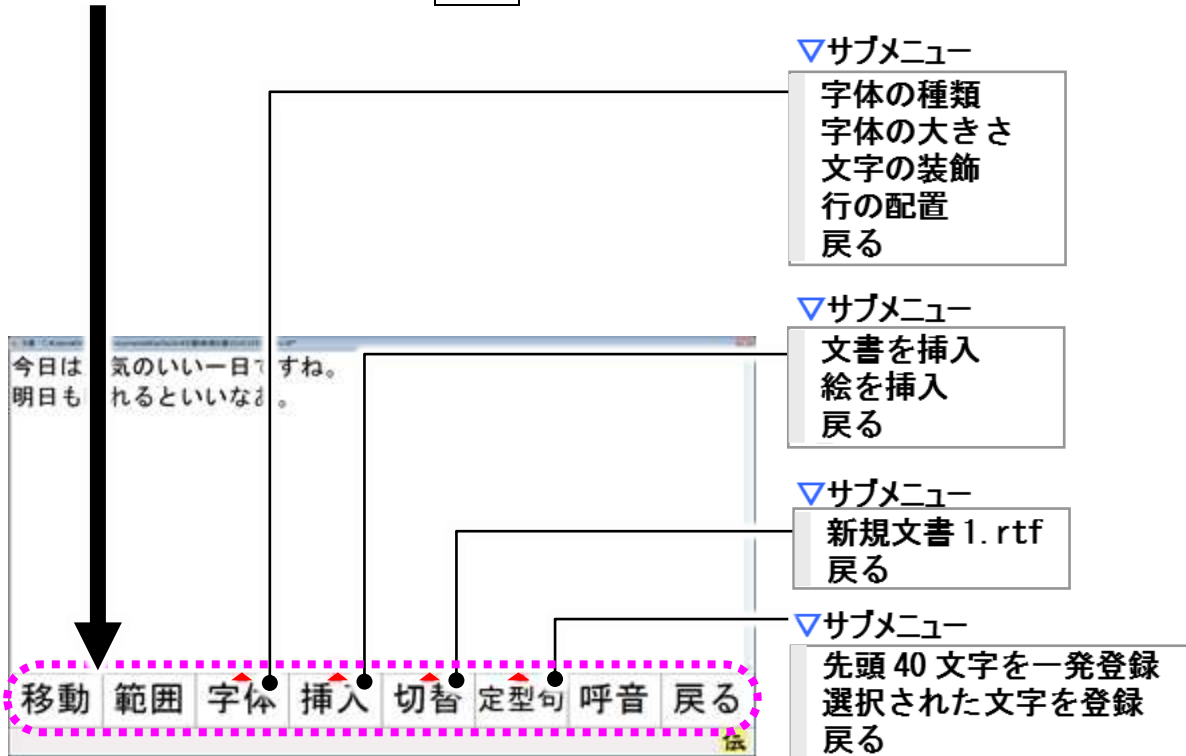 ▽サブメニュー
字体の種類
字体の大きさ
文字の装飾
行の配置
戻る
▽サブメニュー
文書を挿入
絵を挿入
戻る
今日は 気のいい一日 すね。
明日も れるといいな 。
▽サブメニュー
新規文書1.rtf
戻る
▽サブメニュー
先頭40文字を一発登録
選択された文字を登録
戻る
移動 範囲 字体 挿入 切替 定型句 呼音 戻る
伝